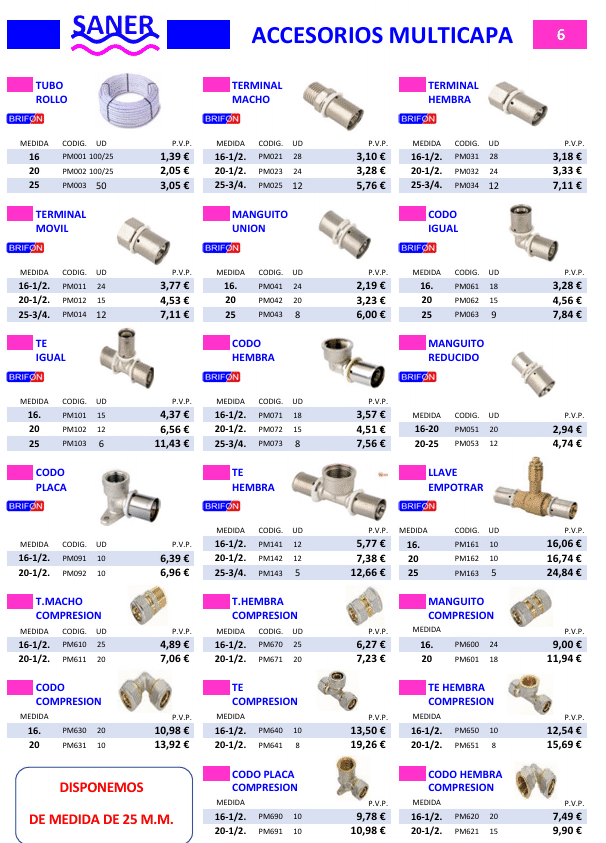 SANER
ACCESORIOS MULTICAPA
6
TUBO
ROLLO
BRIFON
MEDIDA CODIG. UD P.V.P.
16 PM001 100/25 1,39 €
20 PM002 100/25 2,05 €
25 PM003 50 3,05 €
TERMINAL
MACHO
BRIFON
MEDIDA CODIG. UD P.V.P.
16-1/2. PM021 28 3,10 €
20-1/2. PM023 24 3,28 €
25-3/4. PM025 12 5,76 €
TERMINAL
HEMBRA
BRIFON
MEDIDA CODIG. UD P.V.P.
16-1/2. PM031 28 3,18 €
20-1/2. PM032 24 3,33 €
25-3/4. PM034 12 7,11 €
TERMINAL
MOVIL
BRIFON
MEDIDA CODIG. UD P.V.P.
16-1/2. PM011 24 3,77 €
20-1/2. PM012 15 4,53 €
25-3/4. PM014 12 7,11 €
MANGUITO
UNION
BRIFON
MEDIDA CODIG. UD P.V.P.
16. PM041 24 2,19 €
20 PM042 20 3,23 €
25 PM043 8 6,00 €
CODO
IGUAL
BRIFON
MEDIDA CODIG. UD P.V.P.
16. PM061 18 3,28 €
20 PM062 15 4,56 €
25 PM063 9 7,84 €
TE
IGUAL
BRIFON
MEDIDA CODIG. UD P.V.P.
16. PM101 15 4,37 €
20 PM102 12 6,56 €
25 PM103 6 11,43 €
CODO
HEMBRA
BRIFON
MEDIDA CODIG. UD P.V.P.
16-1/2. PM071 18 3,57 €
20-1/2. PM072 15 4,51 €
25-3/4. PM073 8 7,56 €
MANGUITO
REDUCIDO
BRIFON
MEDIDA CODIG. UD P.V.P.
16-20 PM051 20 2,94 €
20-25 PM053 12 4,74 €
CODO
PLACA
BRIFON
MEDIDA CODIG. UD P.V.P.
16-1/2. PM091 10 6,39 €
20-1/2. PM092 10 6,96 €
TE
HEMBRA
BRIFON
MEDIDA CODIG. UD P.V.P.
16-1/2. PM141 12 5,77 €
20-1/2. PM142 12 7,38 €
25-3/4. PM143 5 12,66 €
LLAVE
EMPOTRAR
BRIFON
MEDIDA CODIG. UD P.V.P.
16. PM161 10 16,06 €
20 PM162 10 16,74 €
25 PM163 5 24,84 €
T.MACHO
COMPRESION
MEDIDA CODIG. UD P.V.P.
16-1/2. PM610 25 4,89 €
20-1/2. PM611 20 7,06 €
T.HEMBRA
COMPRESION
MEDIDA CODIG. UD P.V.P.
16-1/2. PM670 25 6,27 €
20-1/2. PM671 20 7,23 €
MANGUITO
COMPRESION
MEDIDA P.V.P.
16. PM600 24 9,00 €
20 PM601 18 11,94 €
CODO
COMPRESION
MEDIDA P.V.P.
16. PM630 20 10,98 €
20 PM631 10 13,92 €
TE
COMPRESION
MEDIDA P.V.P.
16-1/2. PM640 10 13,50 €
20-1/2. PM641 8 19,26 €
TE HEMBRA
COMPRESION
MEDIDA P.V.P.
16-1/2. PM650 10 12,54 €
20-1/2. PM651 8 15,69 €
DISPONEMOS
DE MEDIDA DE 25 M.M.
CODO PLACA
COMPRESION
MEDIDA P.V.P.
16-1/2. PM690 10 9,78 €
20-1/2. PM691 10 10,98 €
CODO HEMBRA
COMPRESION
MEDIDA P.V.P.
16-1/2. PM620 20 7,49 €
20-1/2. PM621 15 9,90 €